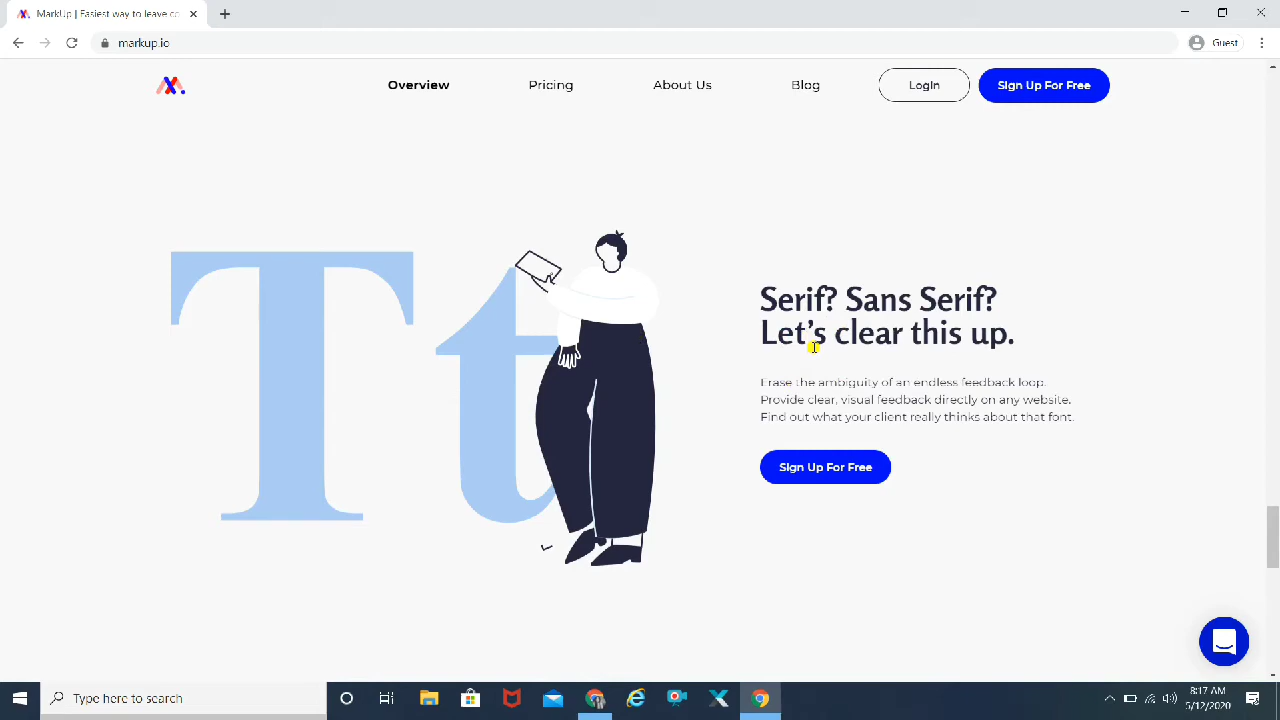 MarkUp | Easiest way to leave co
markup.io
Guest
Overview
Pricing
About Us
Blog
Login
Sign Up For Free
Tt
Serif? Sans Serif?
Let's clear this up.
Erase the ambiguity of an endless feedback loop.
Provide clear, visual feedback directly on any website.
Find out what your client really thinks about that font.
Sign Up For Free
Type here to search
8:17 AM
5/12/2020